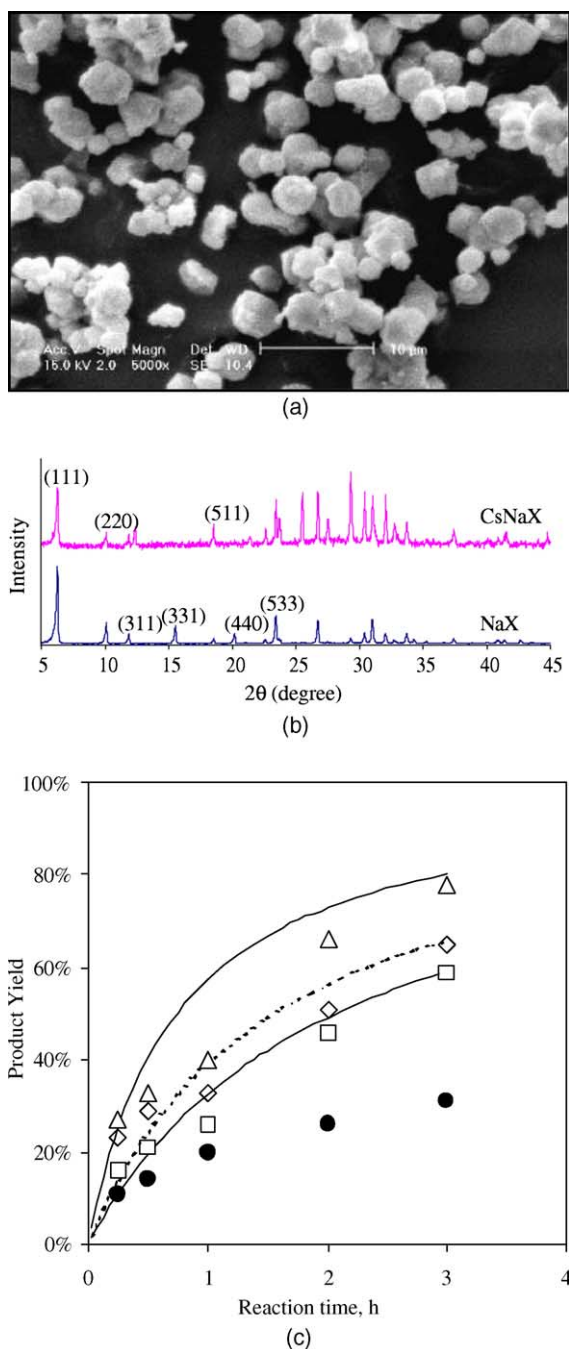 Acc.V Spot Magn Det WD 10 μm
15.0 kV 2.0 5000x SE 10.4
(a)
(111)
(220)
(511)
CsNaX
Intensity
(311)
(331)
(440)
(533)
NaX
5 10 15 20 25 30 35 40 45
2θ (degree)
(b)
100%
80%
60%
40%
20%
0%
Product Yield
0 1 2 3 4
Reaction time, h
(c)